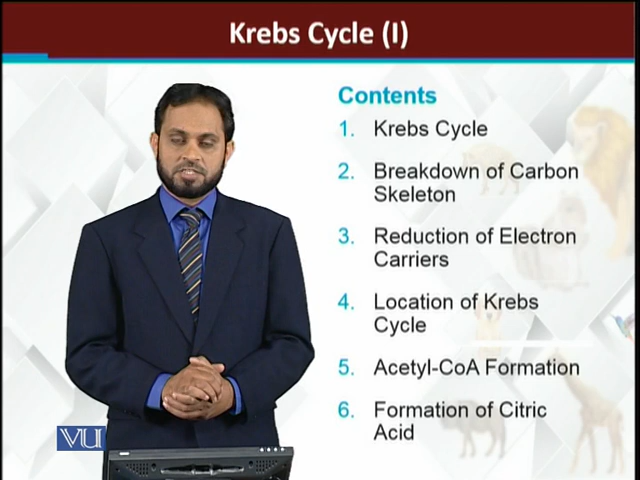 Krebs Cycle (I)
Contents
1. Krebs Cycle
2. Breakdown of Carbon
Skeleton
3. Reduction of Electron
Carriers
4. Location of Krebs
Cycle
5. Acetyl-CoA Formation
6. Formation of Citric
Acid
VU